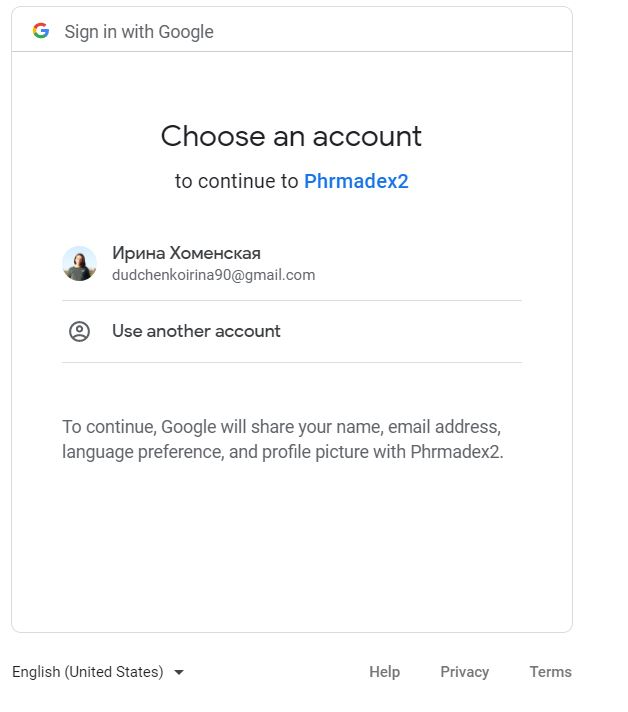 Sign in with Google
Choose an account
to continue to Phrmadex2
Ирина Хоменская
dudchenkoirina90@gmail.com
Use another account
To continue, Google will share your name, email address,
language preference, and profile picture with Phrmadex2.
English (United States)
Help
Privacy
Terms